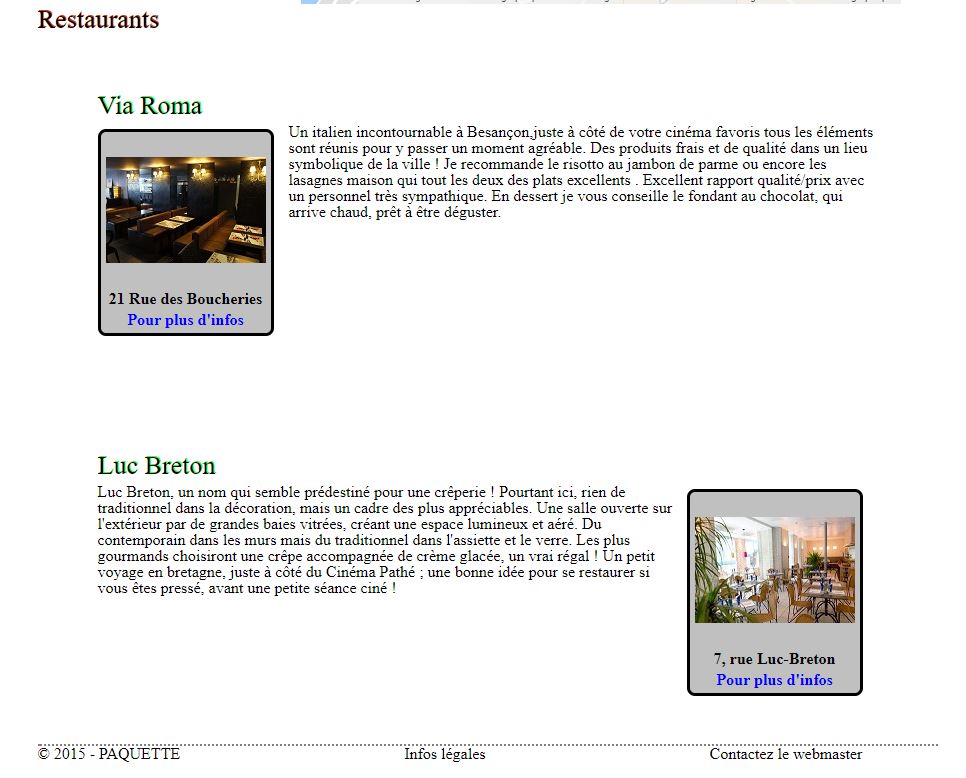 Restaurants
Via Roma
Un italien incontournable à Besançon,juste à côté de votre cinéma favoris tous les éléments
sont réunis pour y passer un moment agréable. Des produits frais et de qualité dans un lieu
symbolique de la ville ! Je recommande le risotto au jambon de parme ou encore les
lasagnes maison qui tout les deux des plats excellents . Excellent rapport qualité/prix avec
un personnel très sympathique. En dessert je vous conseille le fondant au chocolat, qui
arrive chaud, prêt à être déguster.
21 Rue des Boucheries
Pour plus d'infos
Luc Breton
Luc Breton, un nom qui semble prédestiné pour une crêperie ! Pourtant ici, rien de
traditionnel dans la décoration, mais un cadre des plus appréciables. Une salle ouverte sur
l'extérieur par de grandes baies vitrées, créant une espace lumineux et aéré. Du
contemporain dans les murs mais du traditionnel dans l'assiette et le verre. Les plus
gourmands choisiront une crêpe accompagnée de crème glacée, un vrai régal ! Un petit
voyage en bretagne, juste à côté du Cinéma Pathé ; une bonne idée pour se restaurer si
vous êtes pressé, avant une petite séance ciné !
7, rue Luc-Breton
Pour plus d'infos
© 2015 - PAQUETTE
Infos légales
Contactez le webmaster